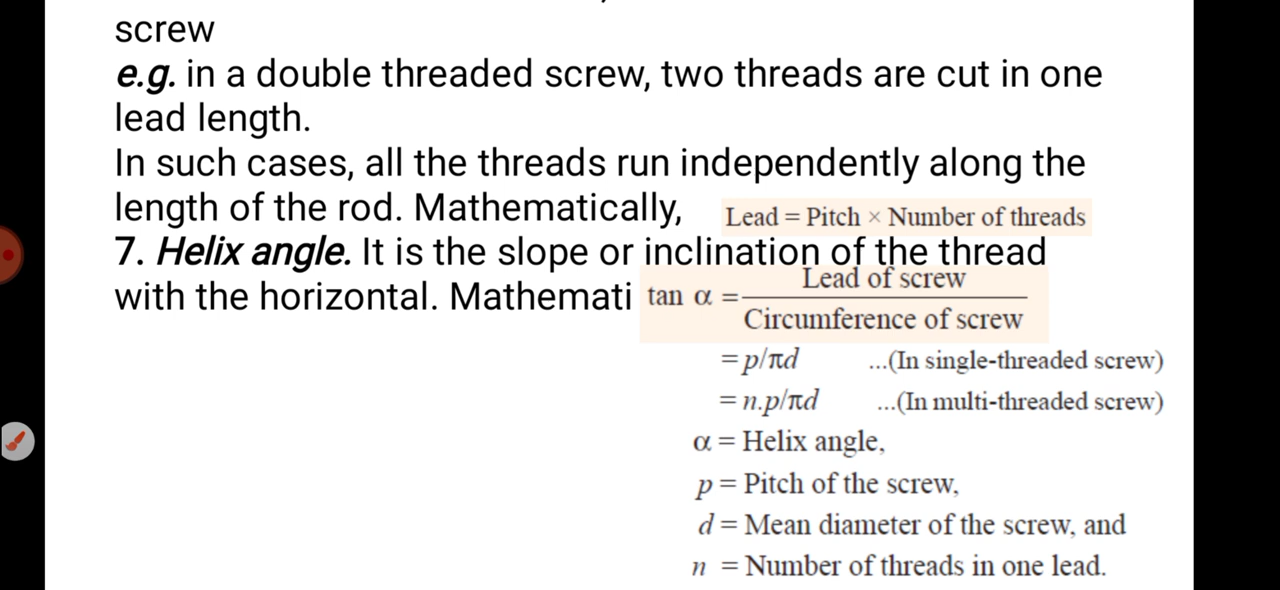 screw
e.g. in a double threaded screw, two threads are cut in one
lead length.
In such cases, all the threads run independently along the
length of the rod. Mathematically, Lead = Pitch × Number of threads
7. Helix angle. It is the slope or inclination of the thread
with the horizontal. Mathemati tan α = Lead of screw / Circumference of screw
= p/πd ...(In single-threaded screw)
= n.p/πd ...(In multi-threaded screw)
α = Helix angle,
p = Pitch of the screw,
d = Mean diameter of the screw, and
n = Number of threads in one lead.